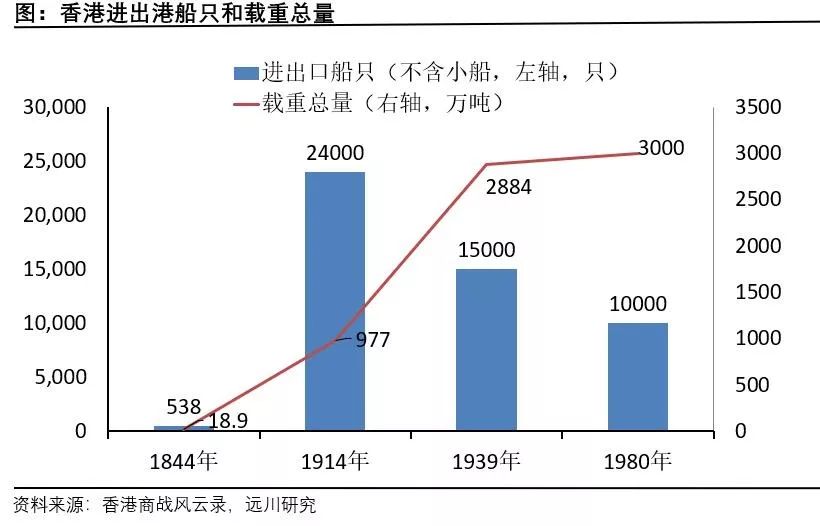 图：香港进出港船只和载重总量
进出口船只（不含小船，左轴，只）
载重总量（右轴，万吨）
30,000
25,000
20,000
15,000
10,000
5,000
0
3500
3000
2500
2000
1500
1000
500
0
538
18.9
24000
977
15000
2884
10000
3000
1844年
1914年
1939年
1980年
资料来源：香港商战风云录，远川研究